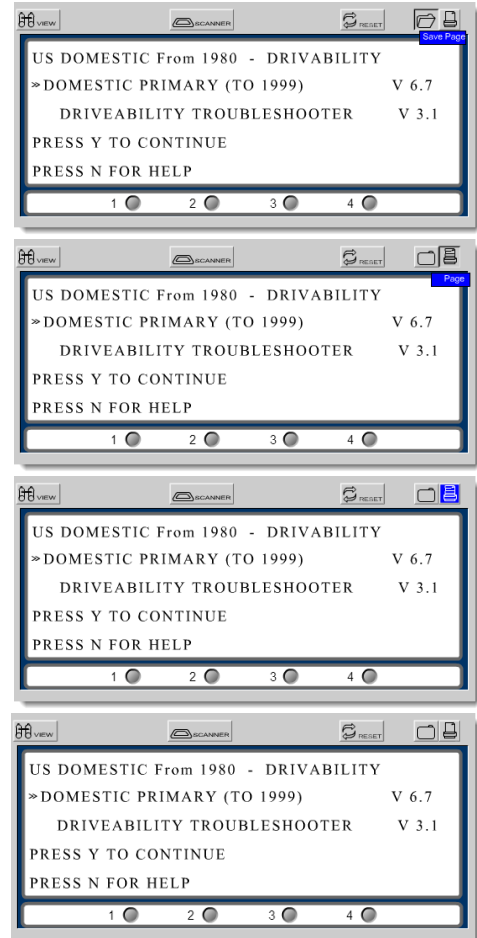 VIEW SCANNER RESET
Save Page
US DOMESTIC From 1980 - DRIVABILITY
»DOMESTIC PRIMARY (TO 1999) V 6.7
DRIVEABILITY TROUBLESHOOTER V 3.1
PRESS Y TO CONTINUE
PRESS N FOR HELP
1 2 3 4
VIEW SCANNER RESET
Page
US DOMESTIC From 1980 - DRIVABILITY
»DOMESTIC PRIMARY (TO 1999) V 6.7
DRIVEABILITY TROUBLESHOOTER V 3.1
PRESS Y TO CONTINUE
PRESS N FOR HELP
1 2 3 4
VIEW SCANNER RESET
US DOMESTIC From 1980 - DRIVABILITY
»DOMESTIC PRIMARY (TO 1999) V 6.7
DRIVEABILITY TROUBLESHOOTER V 3.1
PRESS Y TO CONTINUE
PRESS N FOR HELP
1 2 3 4
VIEW SCANNER RESET
US DOMESTIC From 1980 - DRIVABILITY
»DOMESTIC PRIMARY (TO 1999) V 6.7
DRIVEABILITY TROUBLESHOOTER V 3.1
PRESS Y TO CONTINUE
PRESS N FOR HELP
1 2 3 4